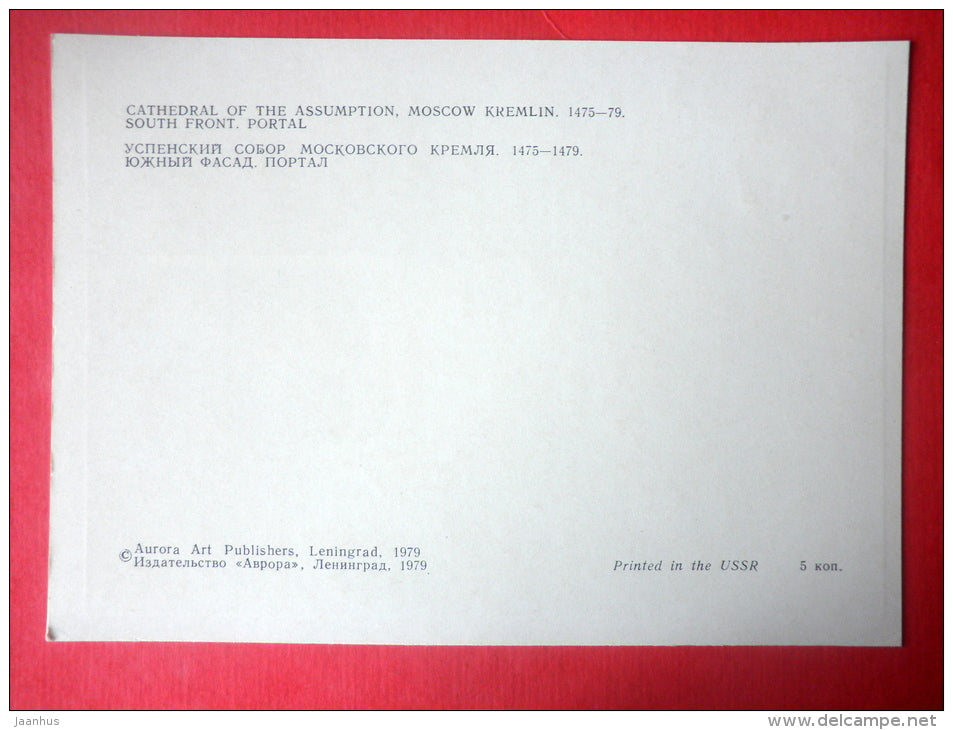 CATHEDRAL OF THE ASSUMPTION, MOSCOW KREMLIN. 1475—79.
SOUTH FRONT. PORTAL
УСПЕНСКИЙ СОБОР МОСКОВСКОГО КРЕМЛЯ. 1475—1479.
ЮЖНЫЙ ФАСАД. ПОРТАЛ
© Aurora Art Publishers, Leningrad, 1979
Издательство «Аврора», Ленинград, 1979
Printed in the USSR 5 коп.
Jaanhus
www.delcampe.net